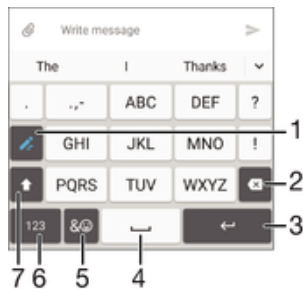 Write message
The I Thanks
. .,- ABC DEF ?
GHI JKL MNO ! 1
PQRS TUV WXYZ 2
123 & 3
7 6 5 4